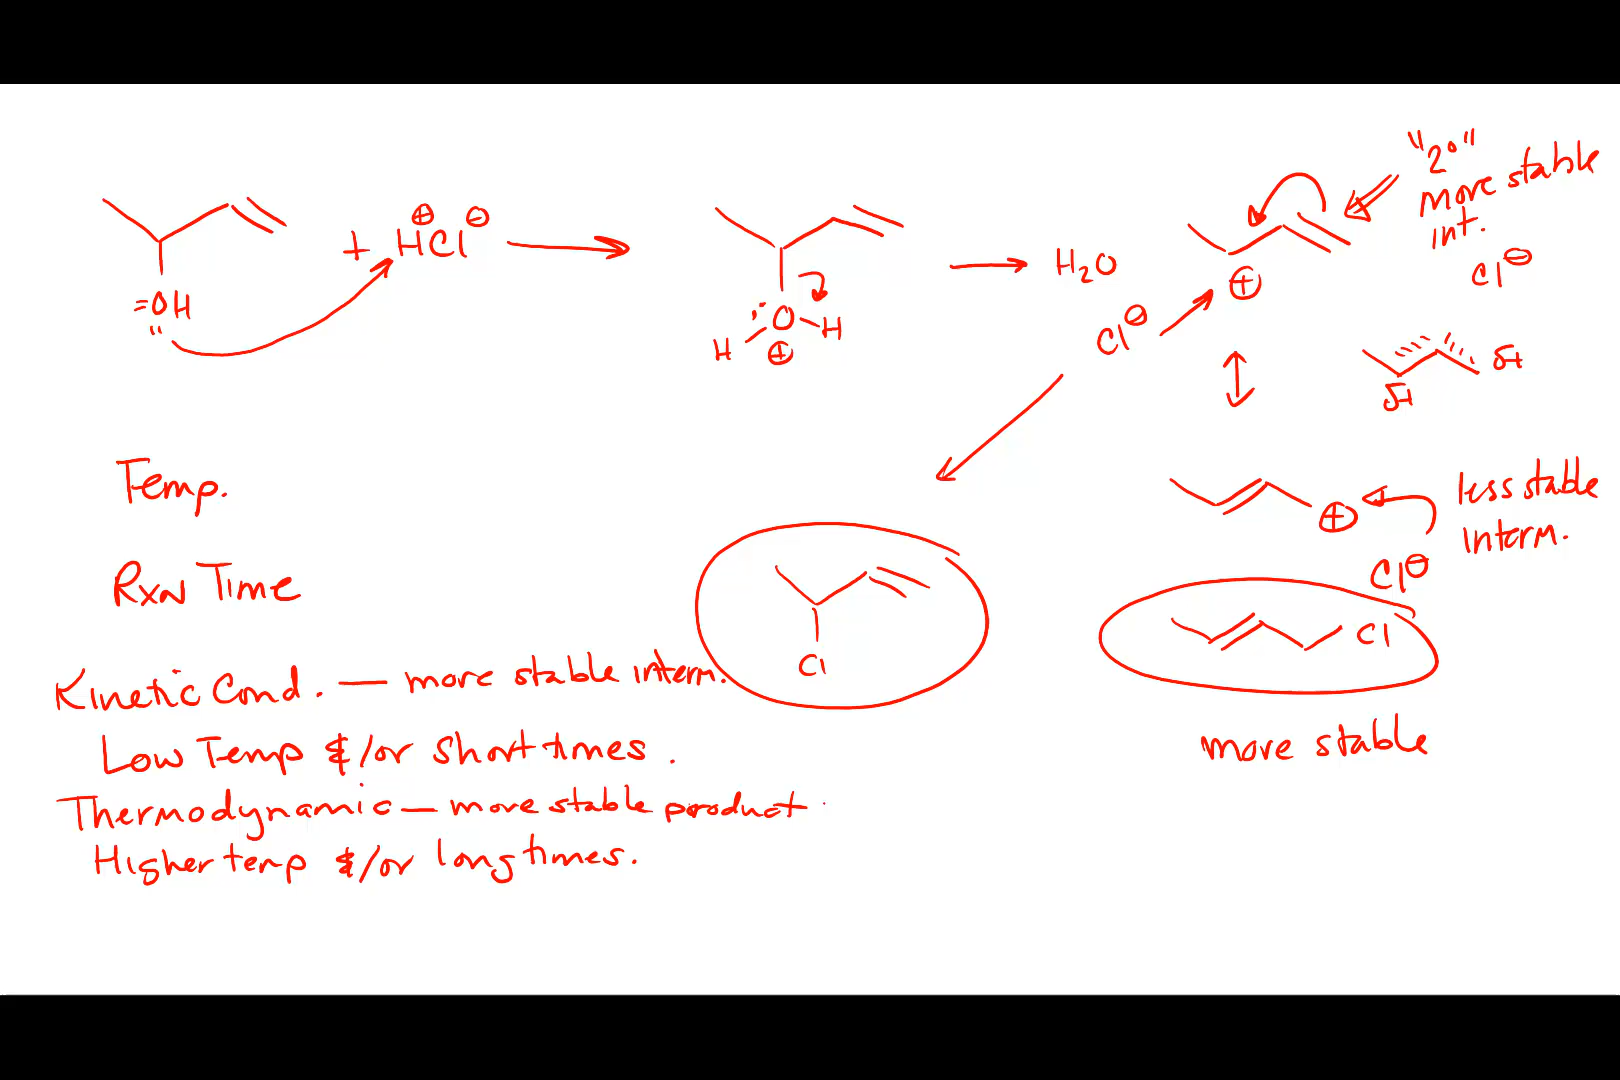 =OH
+ HCl
⊕ ⊖
H O H
⊕
H2O
Cl⊖
⊕
"2°"
more stable
int.
Cl⊖
δ+
δ+
⊕
less stable
interm.
Cl⊖
Cl
more stable
Cl
Temp.
Rxn Time
Kinetic Cond. — more stable interm.
Low Temp &/or short times.
Thermodynamic — more stable product
Higher temp &/or long times.